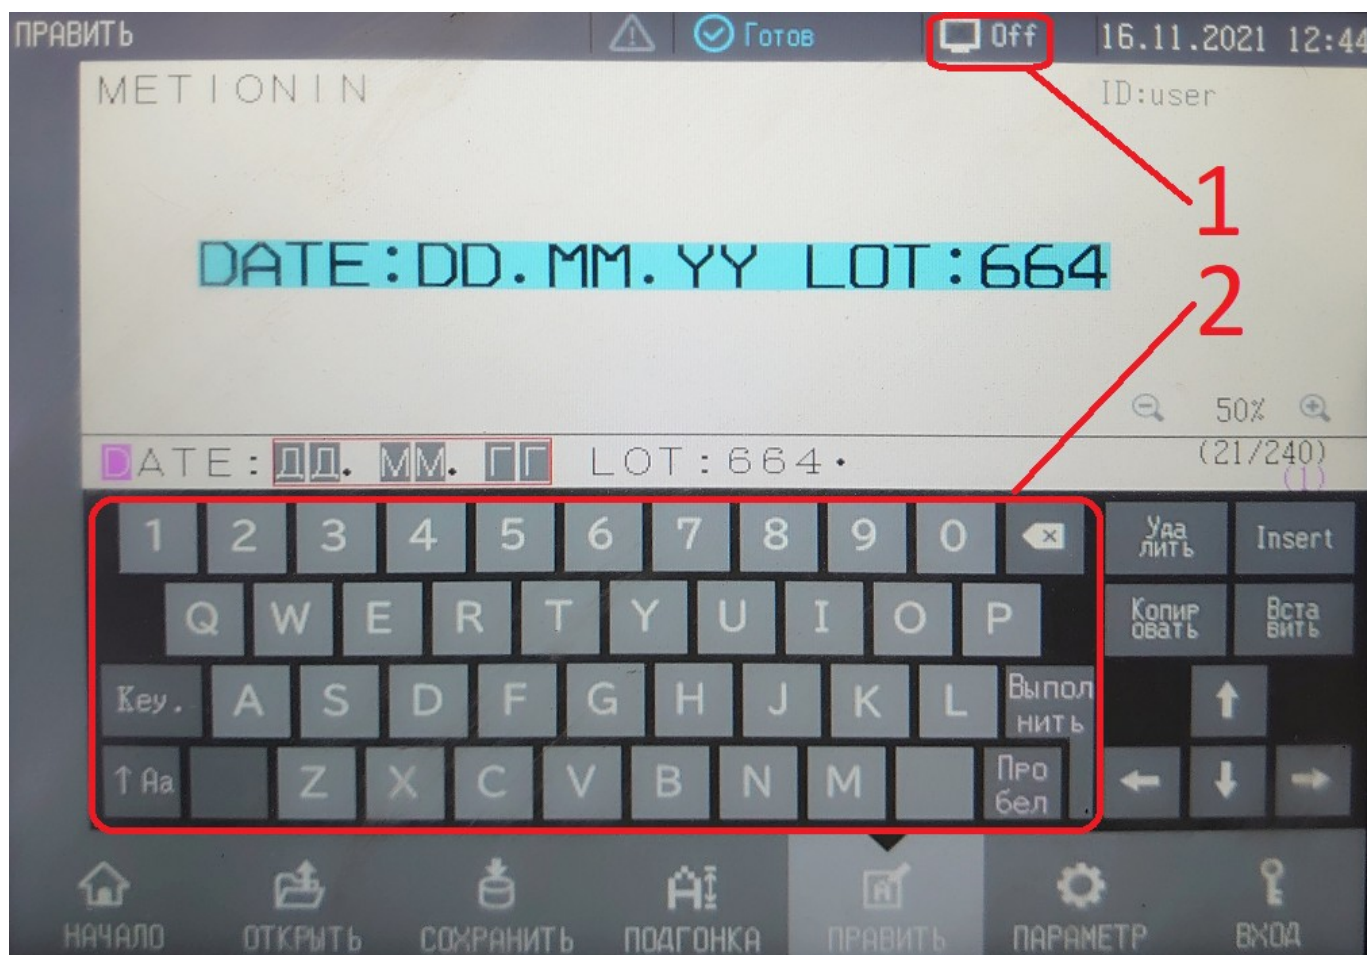 ПРАВИТЬ Готов Off 16.11.2021 12:44
METIONIN ID:user
1
DATE:DD.MM.YY LOT:664
2
50%
DATE:ДД.ММ.ГГ LOT:664· (21/240)
(1)
1 2 3 4 5 6 7 8 9 0 Уда лить Insert
Q W E R T Y U I O P Копир овать Вста вить
Key. A S D F G H J K L Выпол нить
↑Aa Z X C V B N M Про бел
НАЧАЛО ОТКРЫТЬ СОХРАНИТЬ ПОДГОНКА ПРАВИТЬ ПАРАМЕТР ВХОД